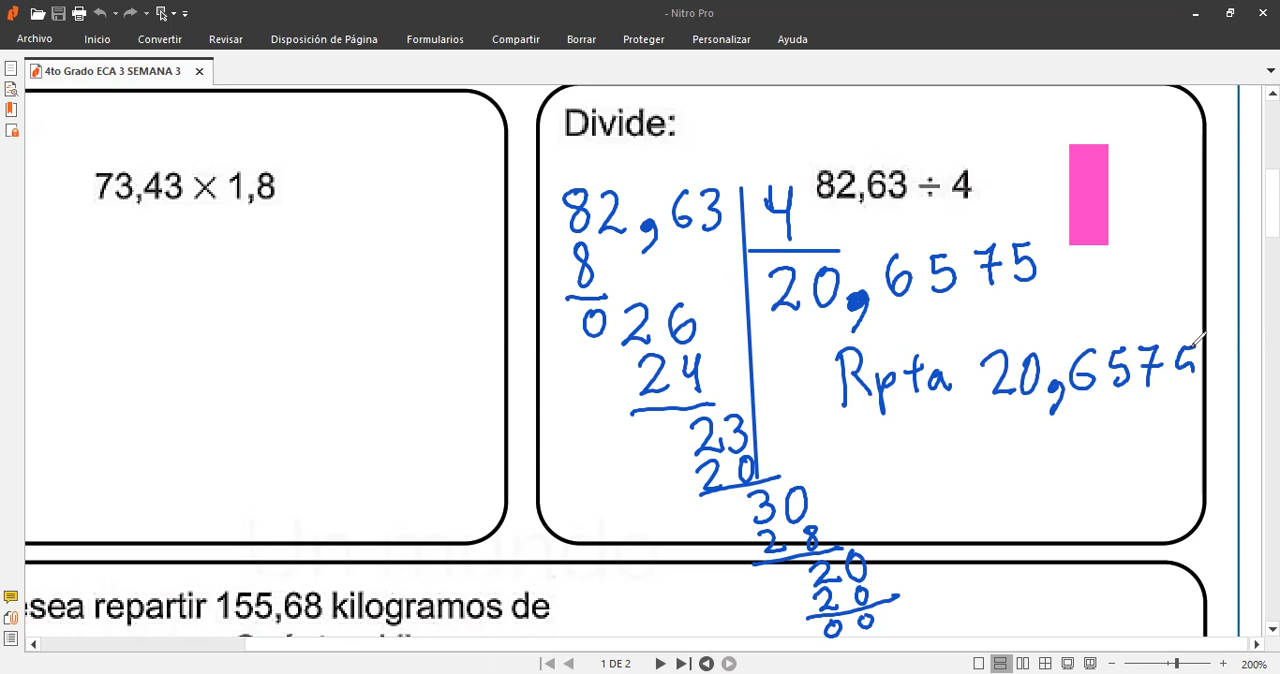 - Nitro Pro
Archivo Inicio Convertir Revisar Disposición de Página Formularios Compartir Borrar Proteger Personalizar Ayuda
4to Grado ECA 3 SEMANA 3
73,43 × 1,8
Divide:
82,63 ÷ 4
82,63 4
8 20,6575
026
24
Rpta 20,6575
23
20
30
28
20
20
00
sea repartir 155,68 kilogramos de
1 DE 2
200%